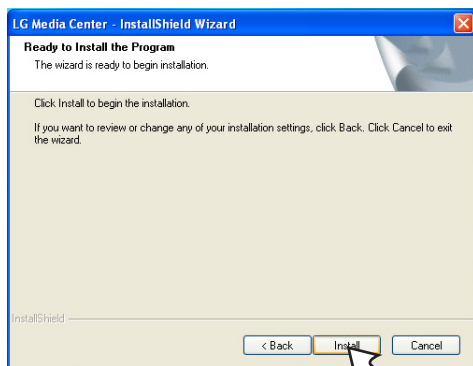 LG Media Center - InstallShield Wizard
Ready to Install the Program
The wizard is ready to begin installation.
Click Install to begin the installation.
If you want to review or change any of your installation settings, click Back. Click Cancel to exit
the wizard.
InstallShield
< Back Install Cancel